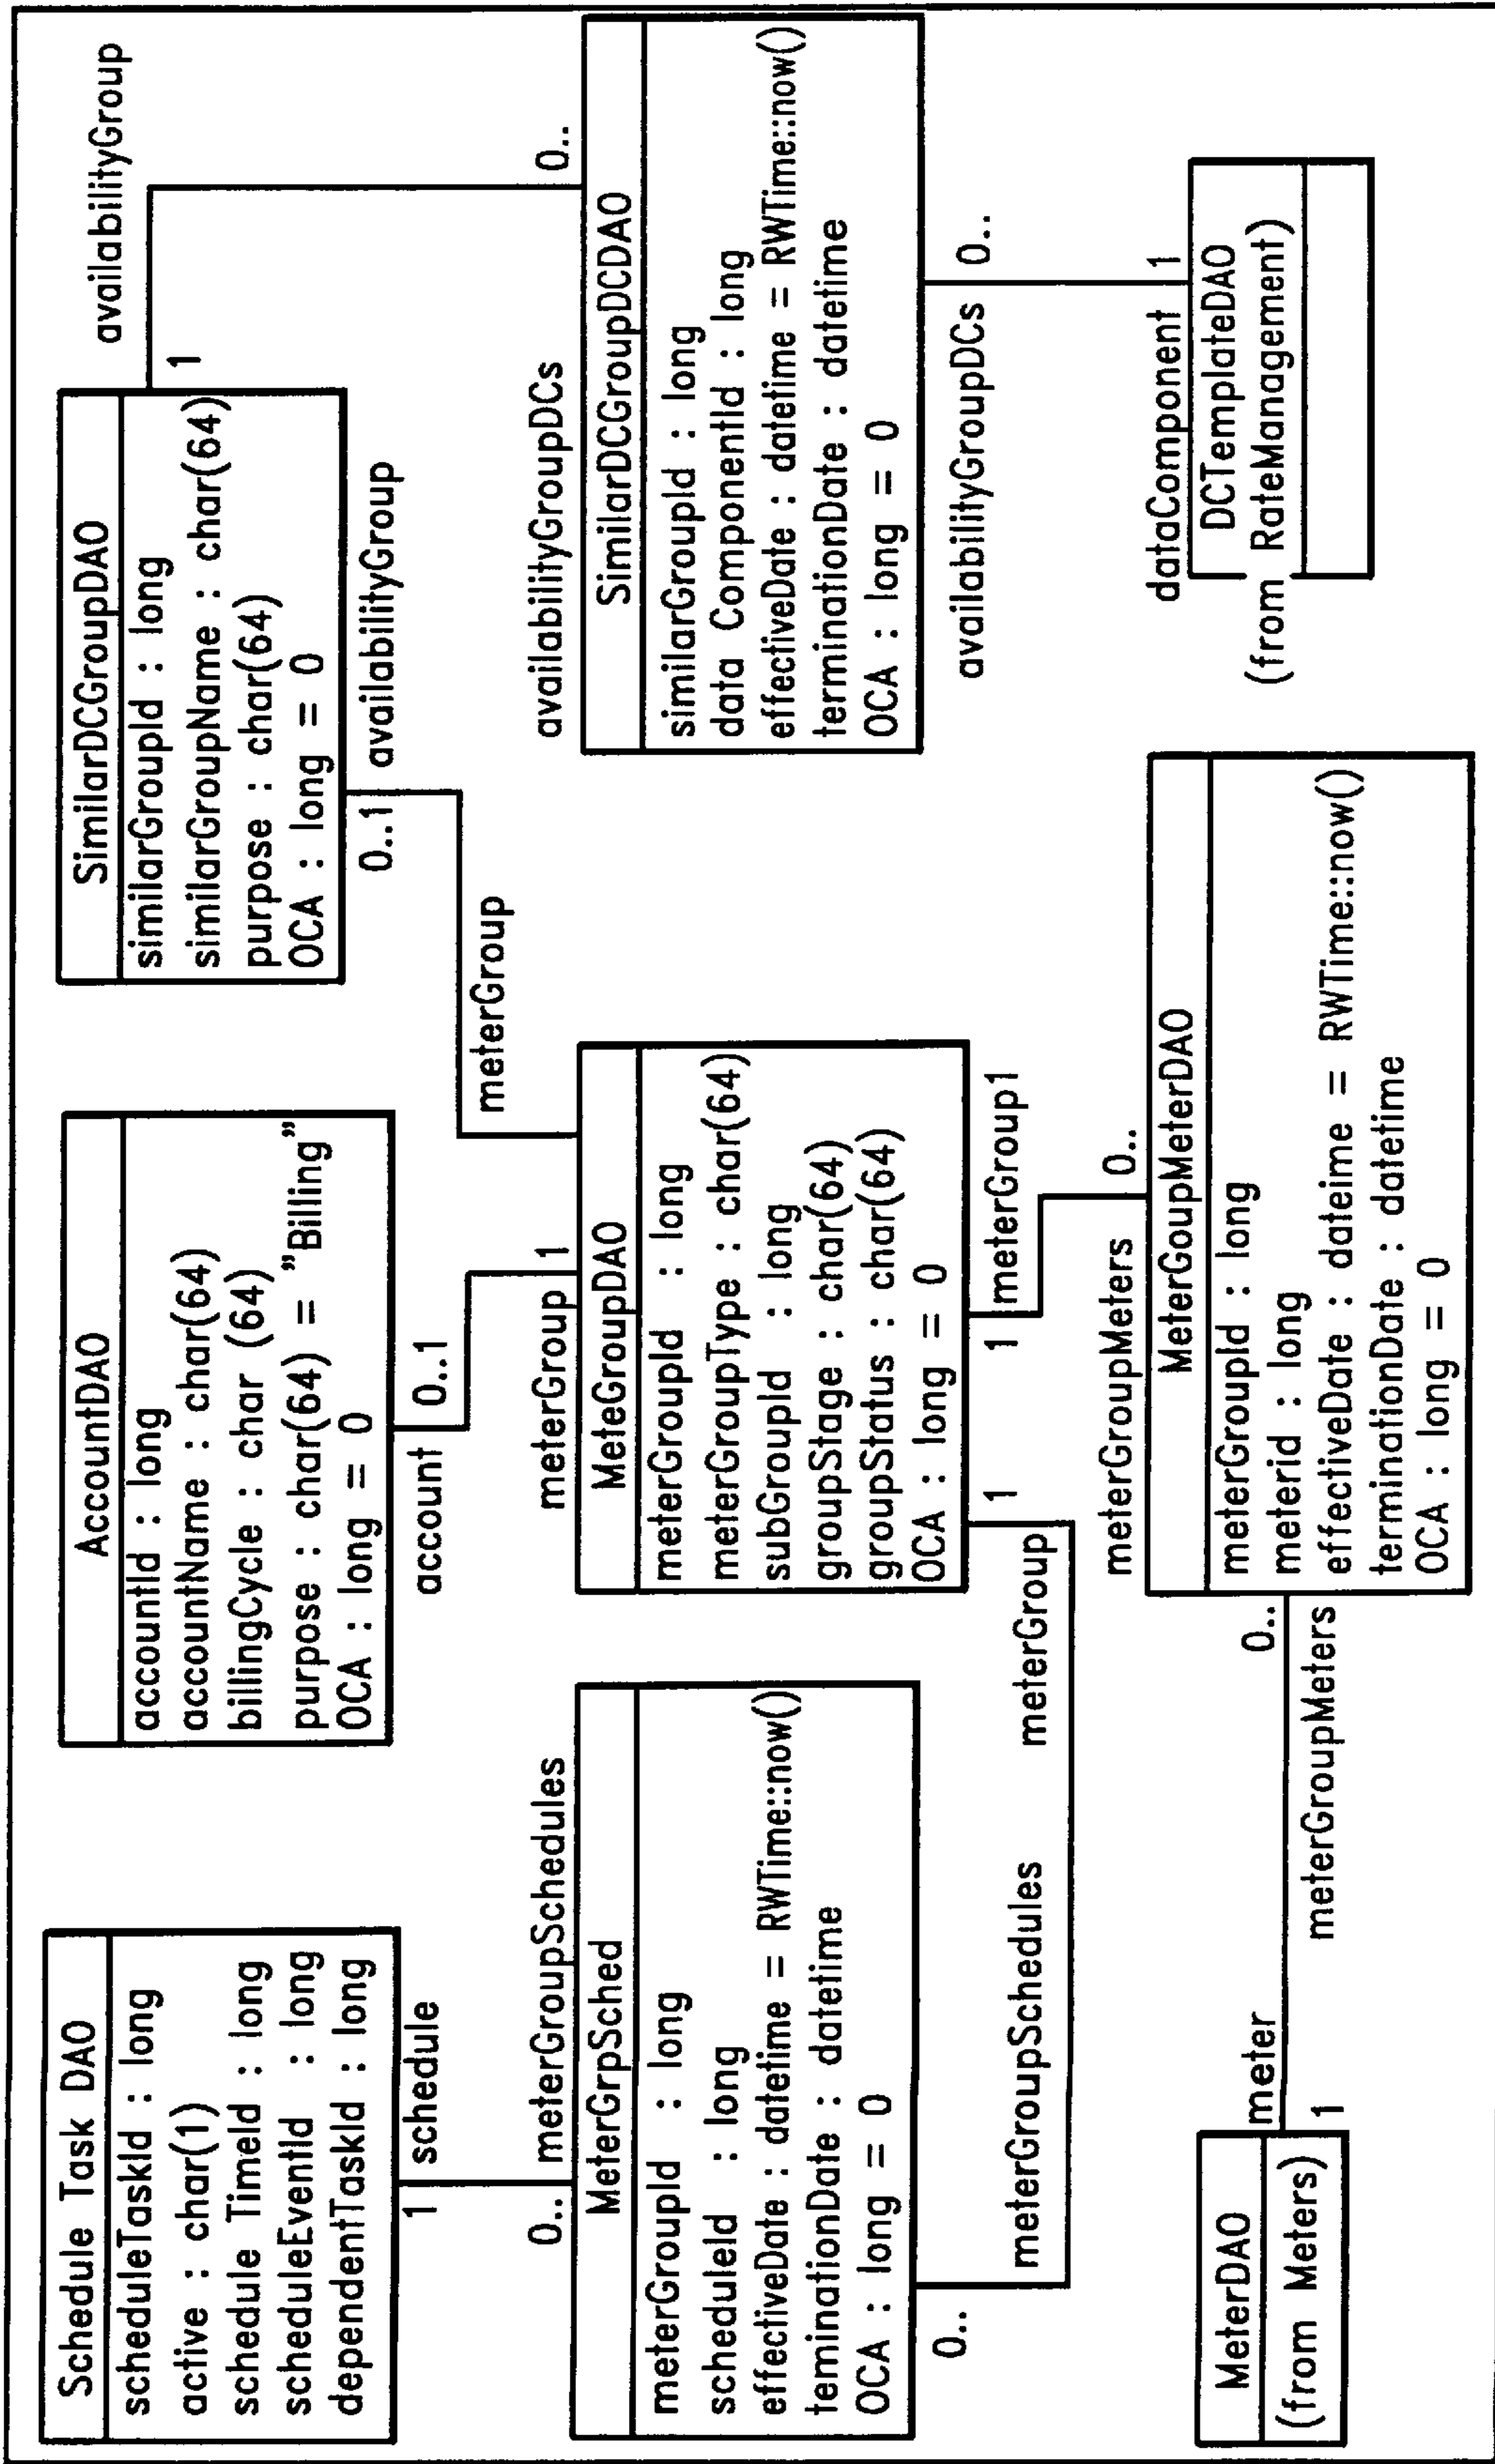 Schedule Task DAO
scheduleTaskId : long
active : char(1)
schedule TimeId : long
scheduleEventId : long
dependentTaskId : long
1
schedule
0..
meterGroupSchedules
MeterGrpSched
meterGroupId : long
scheduleId : long
effectiveDate : datetime = RWTime::now()
teminationDate : datetime
OCA : long = 0
0..
meterGroupSchedules
meterGroup
1
AccountDAO
accountId : long
accountName : char(64)
billingCycle : char (64)
purpose : char(64) = "Billing"
OCA : long = 0
account
0..1
meterGroup
1
MeteGroupDAO
meterGroupId : long
meterGroupType : char(64)
subGroupId : long
groupStage : char(64)
groupStatus : char(64)
OCA : long = 0
1
meterGroup1
meterGroupMeters
0..
MeterGoupMeterDAO
meterGroupId : long
meterid : long
effectiveDate : dateime = RWTime::now()
terminationDate : datetime
OCA : long = 0
0..
meterGroupMeters
meter
1
MeterDAO
(from Meters)
SimilarDCGroupDAO
similarGroupId : long
similarGroupName : char(64)
purpose : char(64)
OCA : long = 0
0..1
availabilityGroup
meterGroup
1
availabilityGroup
availabilityGroupDCs
0..
SimilarDCGroupDCDAO
similarGroupId : long
data ComponentId : long
effectiveDate : datetime = RWTime::now()
terminationDate : datetime
OCA : long = 0
availabilityGroupDCs
0..
dataComponent
1
DCTemplateDAO
(from RateManagement)